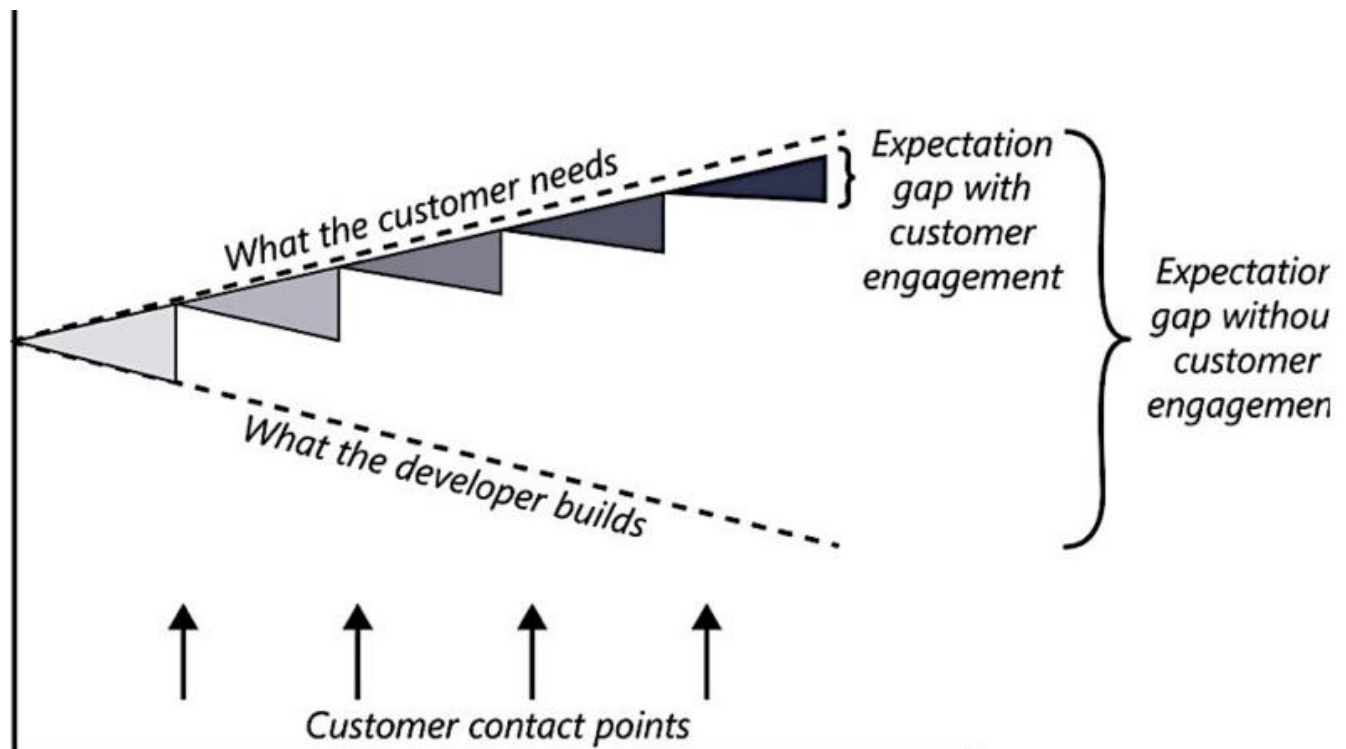 What the customer needs
Expectation
gap with
customer
engagement
Expectation
gap withou
customer
engagemen
What the developer builds
Customer contact points